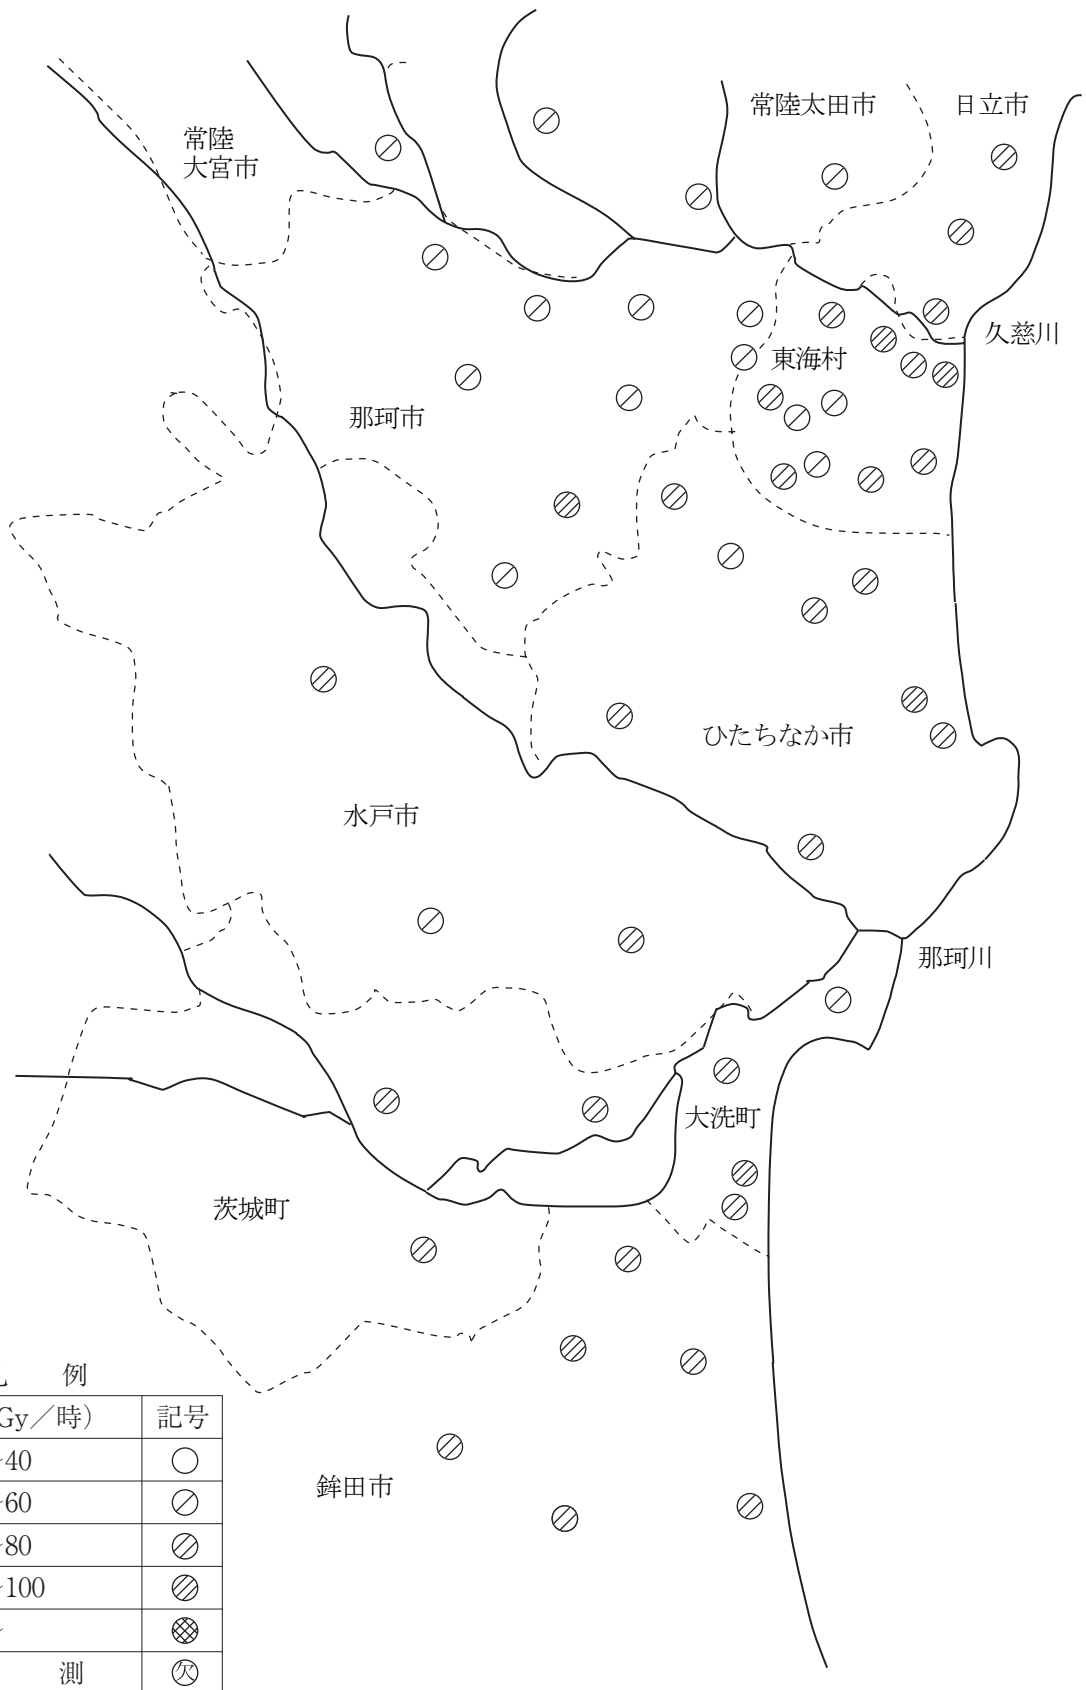 常陸太田市
日立市
常陸
大宮市
久慈川
東海村
那珂市
ひたちなか市
水戸市
那珂川
大洗町
茨城町
例
Gy／時）
記号
40
60
80
100
測
欠
鉾田市